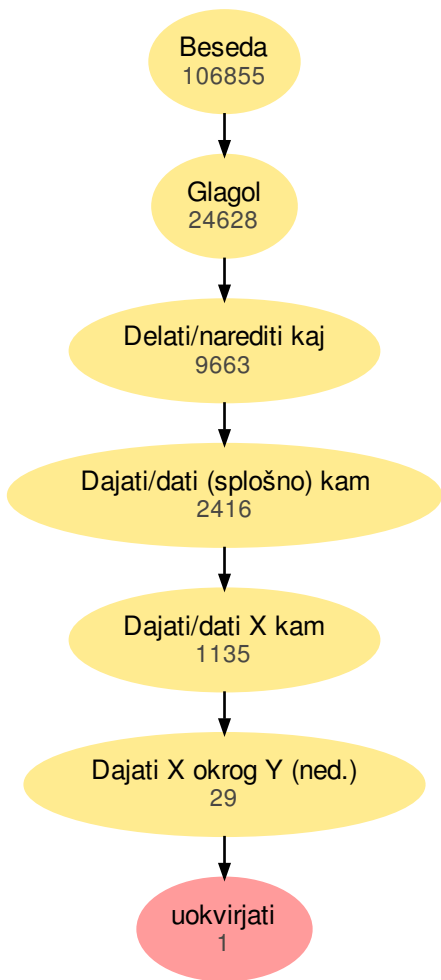 Beseda
106855
Glagol
24628
Delati/narediti kaj
9663
Dajati/dati (splošno) kam
2416
Dajati/dati X kam
1135
Dajati X okrog Y (ned.)
29
uokvirjati
1